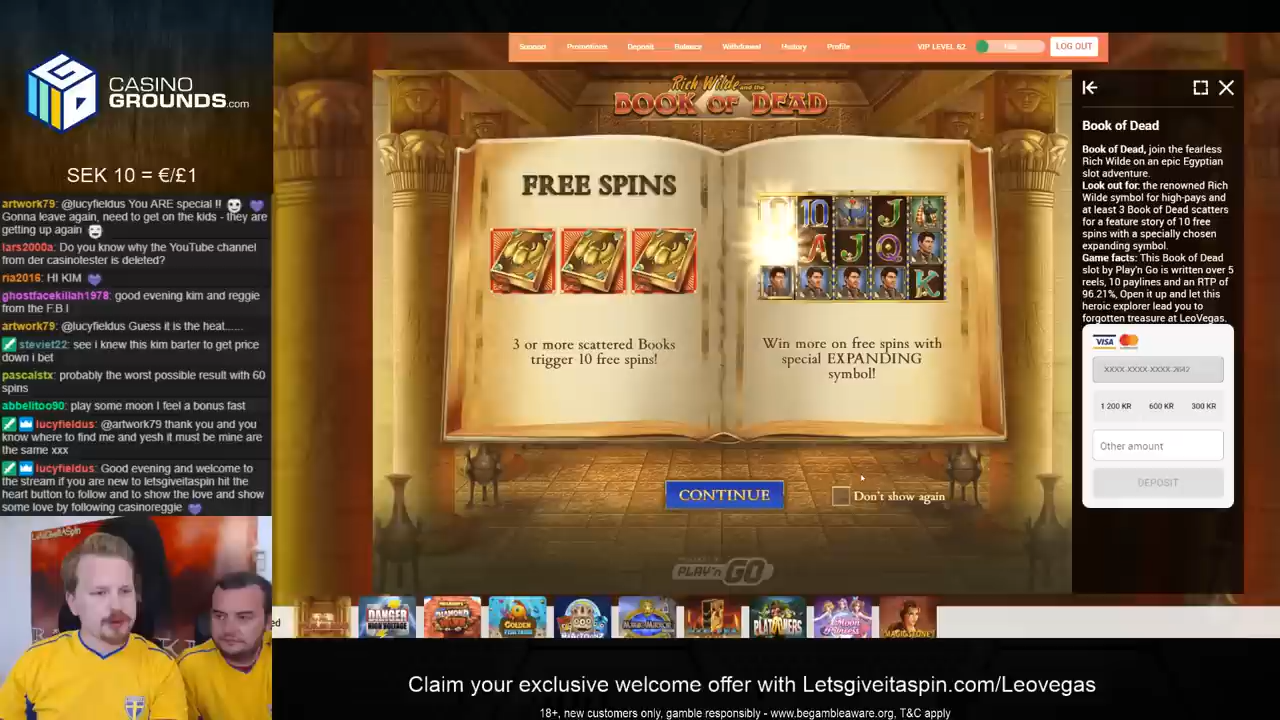 CASINO
GROUNDS.com
SEK 10 = €/£1
artwork79: @lucyfieldus You ARE special !!
Gonna leave again, need to get on the kids - they are
getting up again
lars2000a: Do you know why the YouTube channel
from der casinotester is deleted?
ria2016: HI KIM
ghostfacekillah1978: good evening kim and reggie
from the F.B.I
artwork79: @lucyfieldus Guess it is the heat.......
steviet22: see i knew this kim barter to get price
down i bet
pascalstx: probably the worst possible result with 60
spins
abbelitoo90: play some moon I feel a bonus fast
lucyfieldus: @artwork79 thank you and you
know where to find me and yesh it must be mine are
the same xxx
lucyfieldus: Good evening and welcome to
the stream if you are new to letsgiveitaspin hit the
heart button to follow and to show the love and show
some love by following casinoreggie
LetsGiveItASpin
Support Promotions Deposit Balance Withdrawal History Profile VIP LEVEL 62 LOG OUT
Rich Wilde and the
BOOK OF DEAD
FREE SPINS
10 J
A J Q
K
3 or more scattered Books
trigger 10 free spins!
Win more on free spins with
special EXPANDING
symbol!
CONTINUE
Don't show again
PLAY'n GO
Book of Dead
Book of Dead, join the fearless
Rich Wilde on an epic Egyptian
slot adventure.
Look out for: the renowned Rich
Wilde symbol for high-pays and
at least 3 Book of Dead scatters
for a feature story of 10 free
spins with a specially chosen
expanding symbol.
Game facts: This Book of Dead
slot by Play'n Go is written over 5
reels, 10 paylines and an RTP of
96.21%, Open it up and let this
heroic explorer lead you to
forgotten treasure at LeoVegas.
VISA
XXXX-XXXX-XXXX-2642
1 200 KR 600 KR 300 KR
Other amount
DEPOSIT
ed
DANGER
GOLDEN
PLATOONERS
Moon
Princess
Claim your exclusive welcome offer with Letsgiveitaspin.com/Leovegas
18+, new customers only, gamble responsibly - www.begambleaware.org, T&C apply